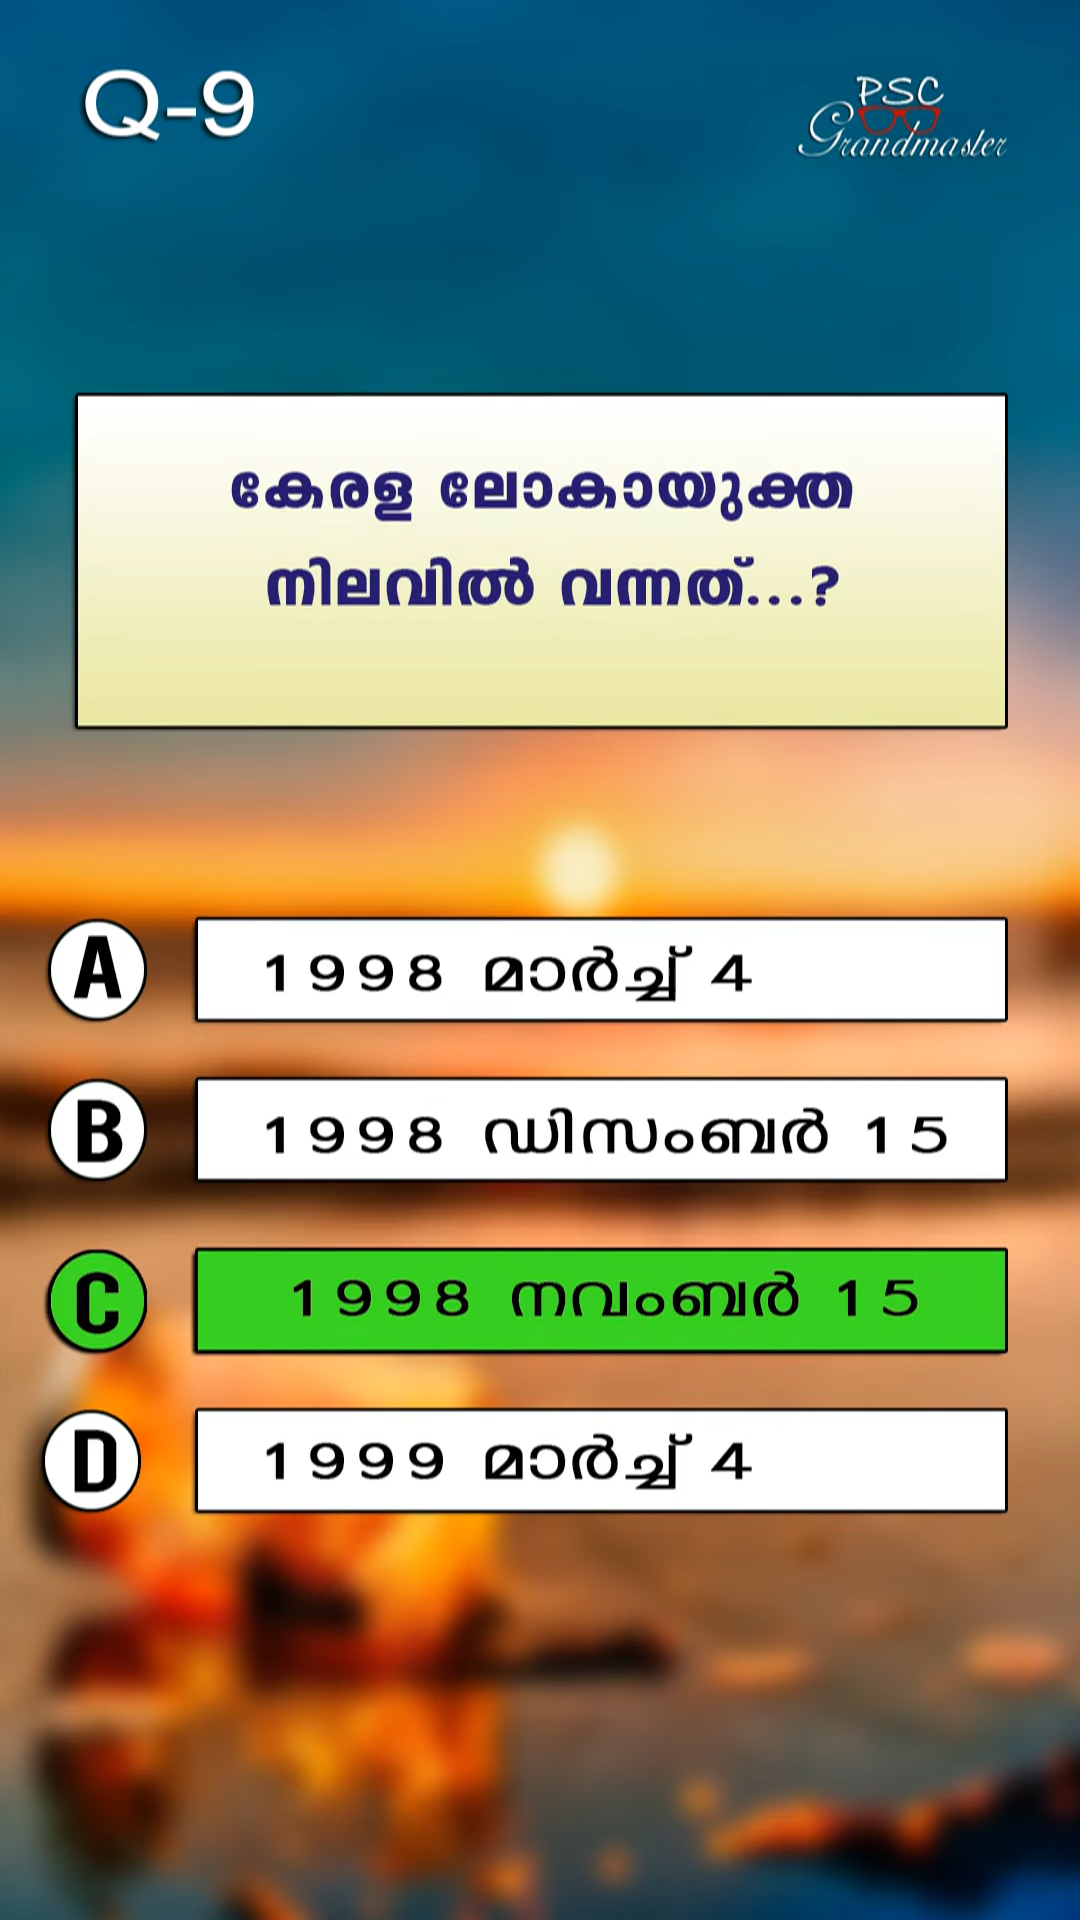 Q-9
PSC
Grandmaster
കേരള ലോകായുക്ത
നിലവിൽ വന്നത്...?
A 1998 മാർച്ച് 4
B 1998 ഡിസംബർ 15
C 1998 നവംബർ 15
D 1999 മാർച്ച് 4